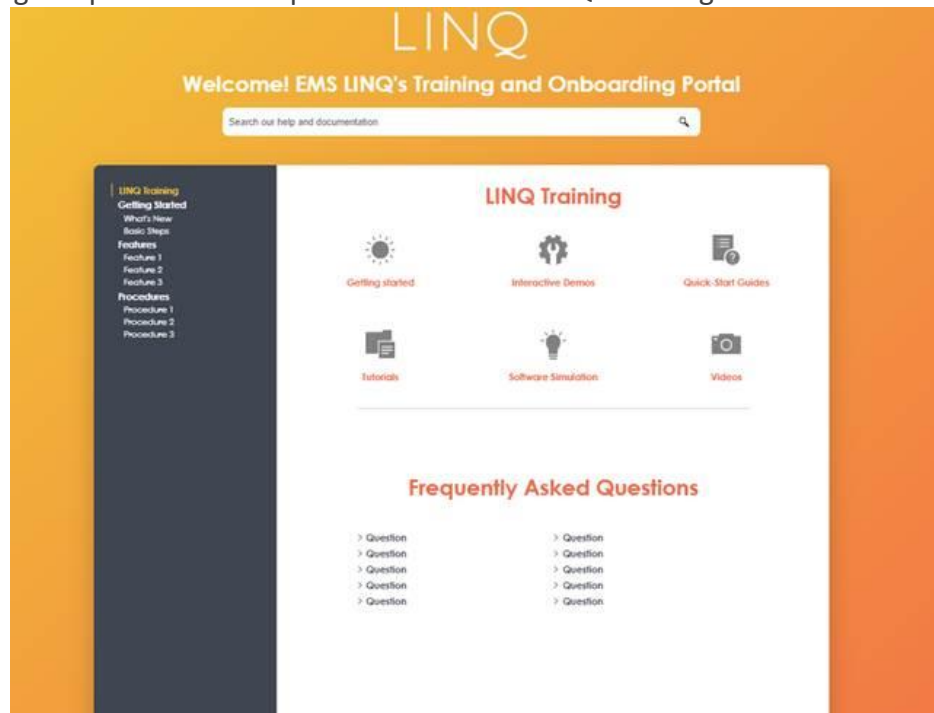 LINQ
Welcome! EMS LINQ's Training and Onboarding Portal
Search our help and documentation
LINQ Training
Getting Started
What's New
Basic Steps
Features
Feature 1
Feature 2
Feature 3
Procedures
Procedure 1
Procedure 2
Procedure 3
LINQ Training
Getting started
Interactive Demos
Quick-Start Guides
Tutorials
Software Simulation
Videos
Frequently Asked Questions
> Question
> Question
> Question
> Question
> Question
> Question
> Question
> Question
> Question
> Question